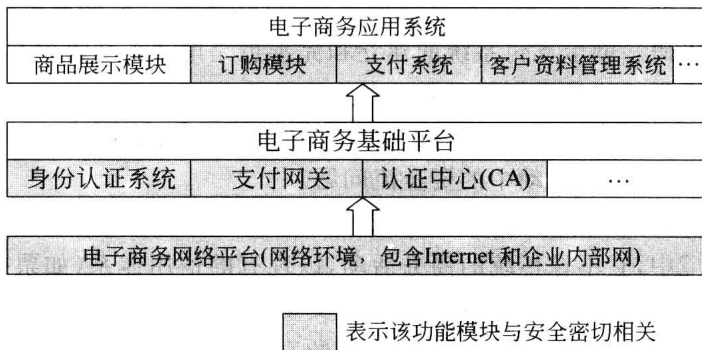 电子商务应用系统
商品展示模块 订购模块 支付系统 客户资料管理系统 …
电子商务基础平台
身份认证系统 支付网关 认证中心(CA) …
电子商务网络平台(网络环境，包含Internet 和企业内部网)
表示该功能模块与安全密切相关